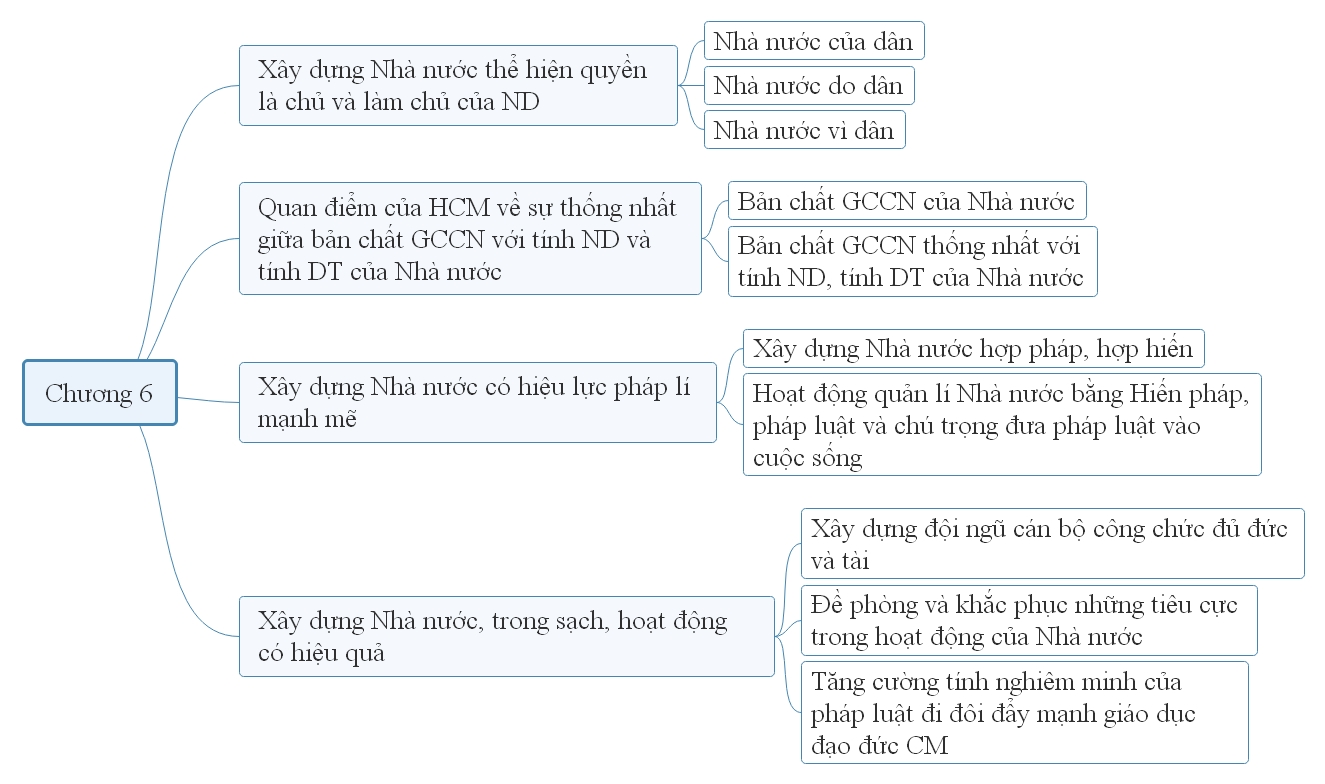 Chương 6
Xây dựng Nhà nước thể hiện quyền
là chủ và làm chủ của ND
Nhà nước của dân
Nhà nước do dân
Nhà nước vì dân
Quan điểm của HCM về sự thống nhất
giữa bản chất GCCN với tính ND và
tính DT của Nhà nước
Bản chất GCCN của Nhà nước
Bản chất GCCN thống nhất với
tính ND, tính DT của Nhà nước
Xây dựng Nhà nước có hiệu lực pháp lí
mạnh mẽ
Xây dựng Nhà nước hợp pháp, hợp hiến
Hoạt động quản lí Nhà nước bằng Hiến pháp,
pháp luật và chú trọng đưa pháp luật vào
cuộc sống
Xây dựng Nhà nước, trong sạch, hoạt động
có hiệu quả
Xây dựng đội ngũ cán bộ công chức đủ đức
và tài
Đề phòng và khắc phục những tiêu cực
trong hoạt động của Nhà nước
Tăng cường tính nghiêm minh của
pháp luật đi đôi đẩy mạnh giáo dục
đạo đức CM